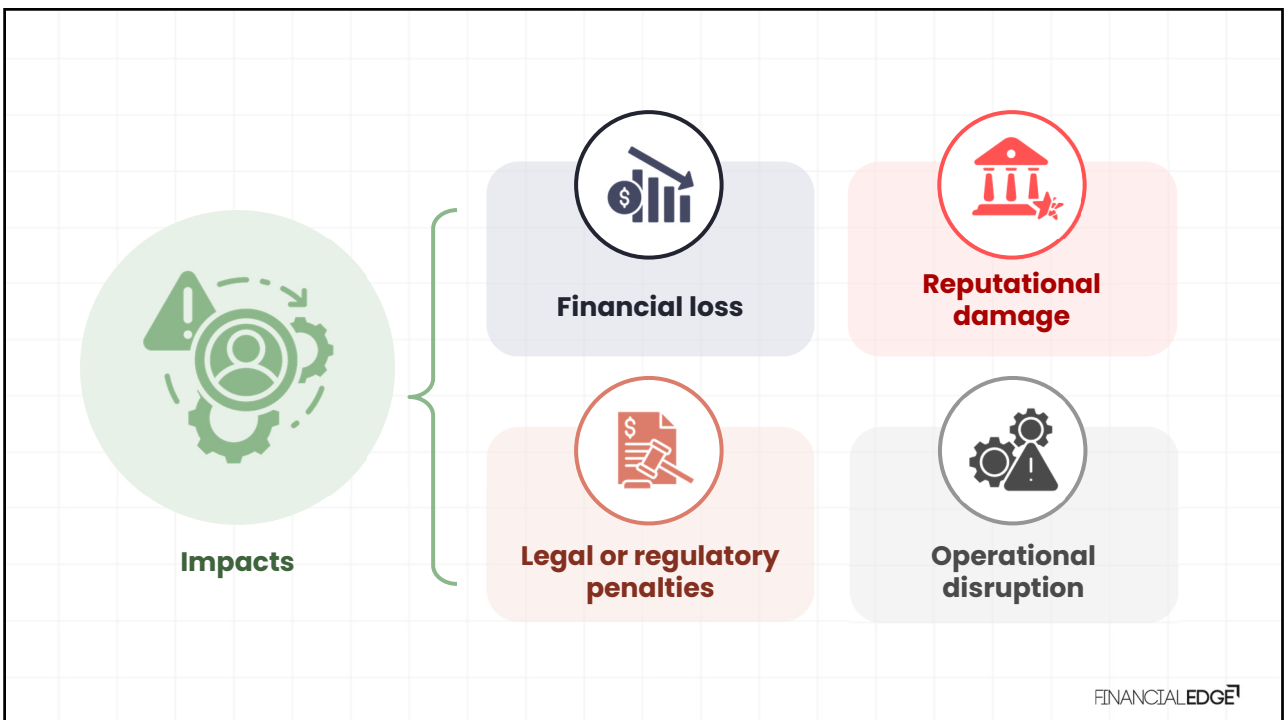 Impacts
Financial loss
Reputational
damage
Legal or regulatory
penalties
Operational
disruption
FINANCIALEDGE